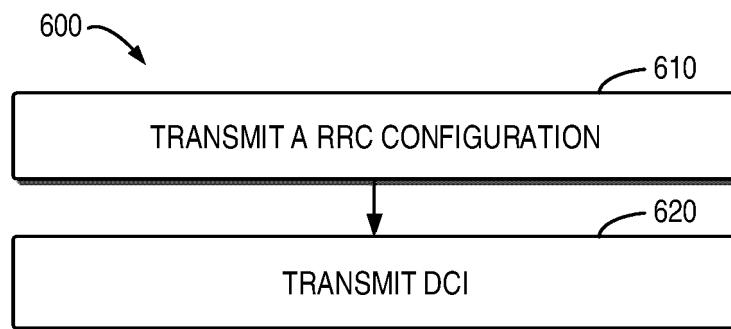 600
610
TRANSMIT A RRC CONFIGURATION
620
TRANSMIT DCI